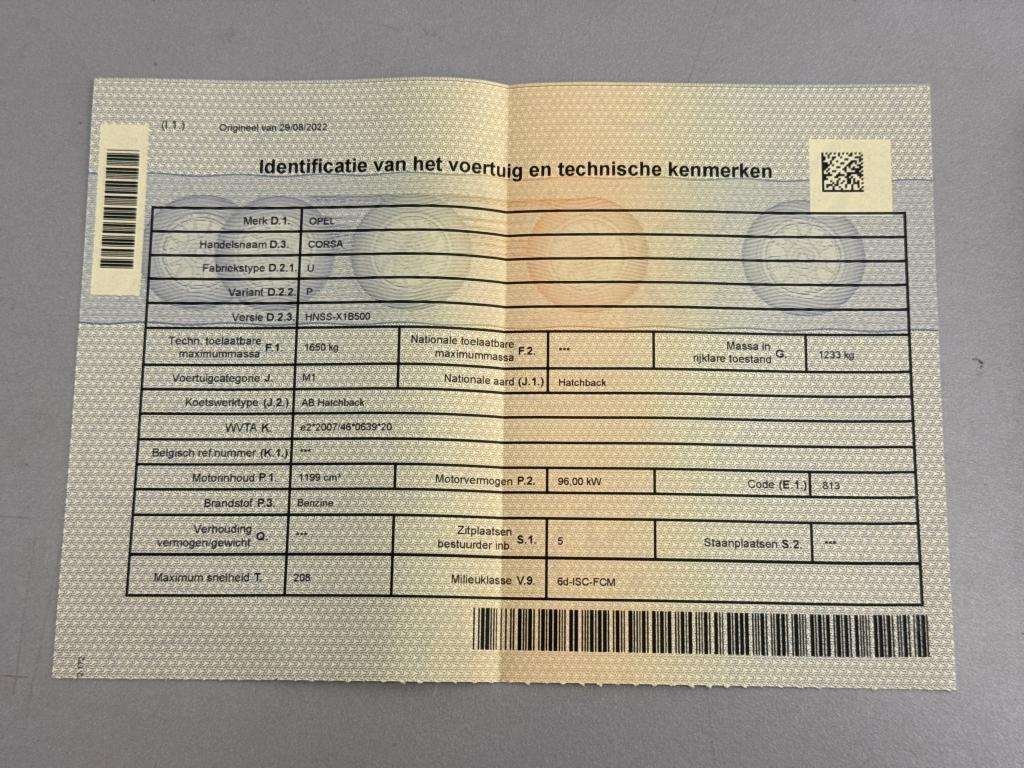 (I.1.) Origineel van 29/08/2022
Identificatie van het voertuig en technische kenmerken
Merk D.1. OPEL
Handelsnaam D.3. CORSA
Fabriekstype D.2.1. U
Variant D.2.2. P
Versie D.2.3. HNSS-X1B500
Techn. toelaatbare maximummassa F.1. 1650 kg Nationale toelaatbare maximummassa F.2. --- Massa in rijklare toestand G. 1233 kg
Voertuigcategorie J. M1 Nationale aard (J.1.) Hatchback
Koetswerktype (J.2.) AB Hatchback
WVTA K. e2*2007/46*0639*20
Belgisch ref.nummer (K.1.) ---
Motorinhoud P.1. 1199 cm³ Motorvermogen P.2. 96,00 kW Code (E.1.) 813
Brandstof P.3. Benzine
Verhouding vermogen/gewicht Q. --- Zitplaatsen bestuurder inb. S.1. 5 Staanplaatsen S.2. ---
Maximum snelheid T. 208 Milieuklasse V.9. 6d-ISC-FCM